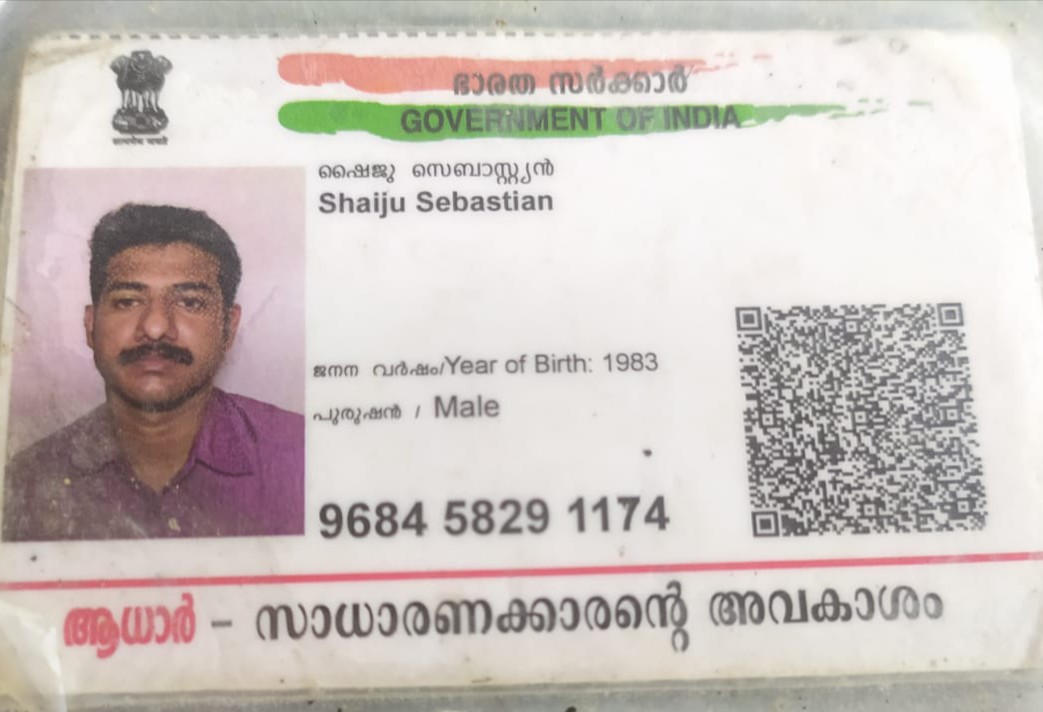 ഭാരത സർക്കാർ
GOVERNMENT OF INDIA
ഷൈജു സെബാസ്റ്റ്യൻ
Shaiju Sebastian
ജനന വർഷം/Year of Birth: 1983
പുരുഷൻ / Male
9684 5829 1174
ആധാർ – സാധാരണക്കാരന്റെ അവകാശം